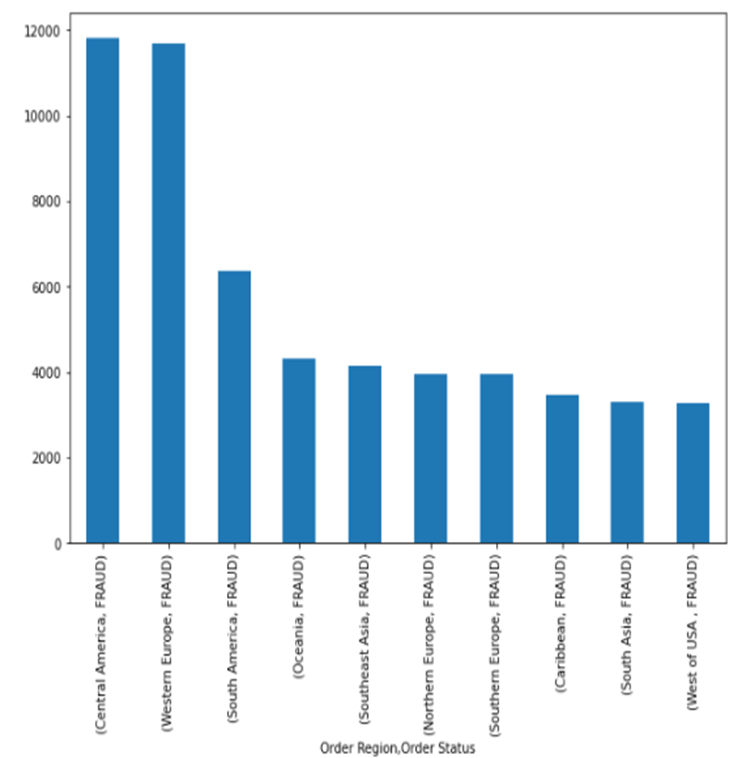 12000
10000
8000
6000
4000
2000
0
(Central America, FRAUD)
(Western Europe, FRAUD)
(South America, FRAUD)
(Oceania, FRAUD)
(Southeast Asia, FRAUD)
(Northern Europe, FRAUD)
(Southern Europe, FRAUD)
(Caribbean, FRAUD)
(South Asia, FRAUD)
(West of USA , FRAUD)
Order Region,Order Status